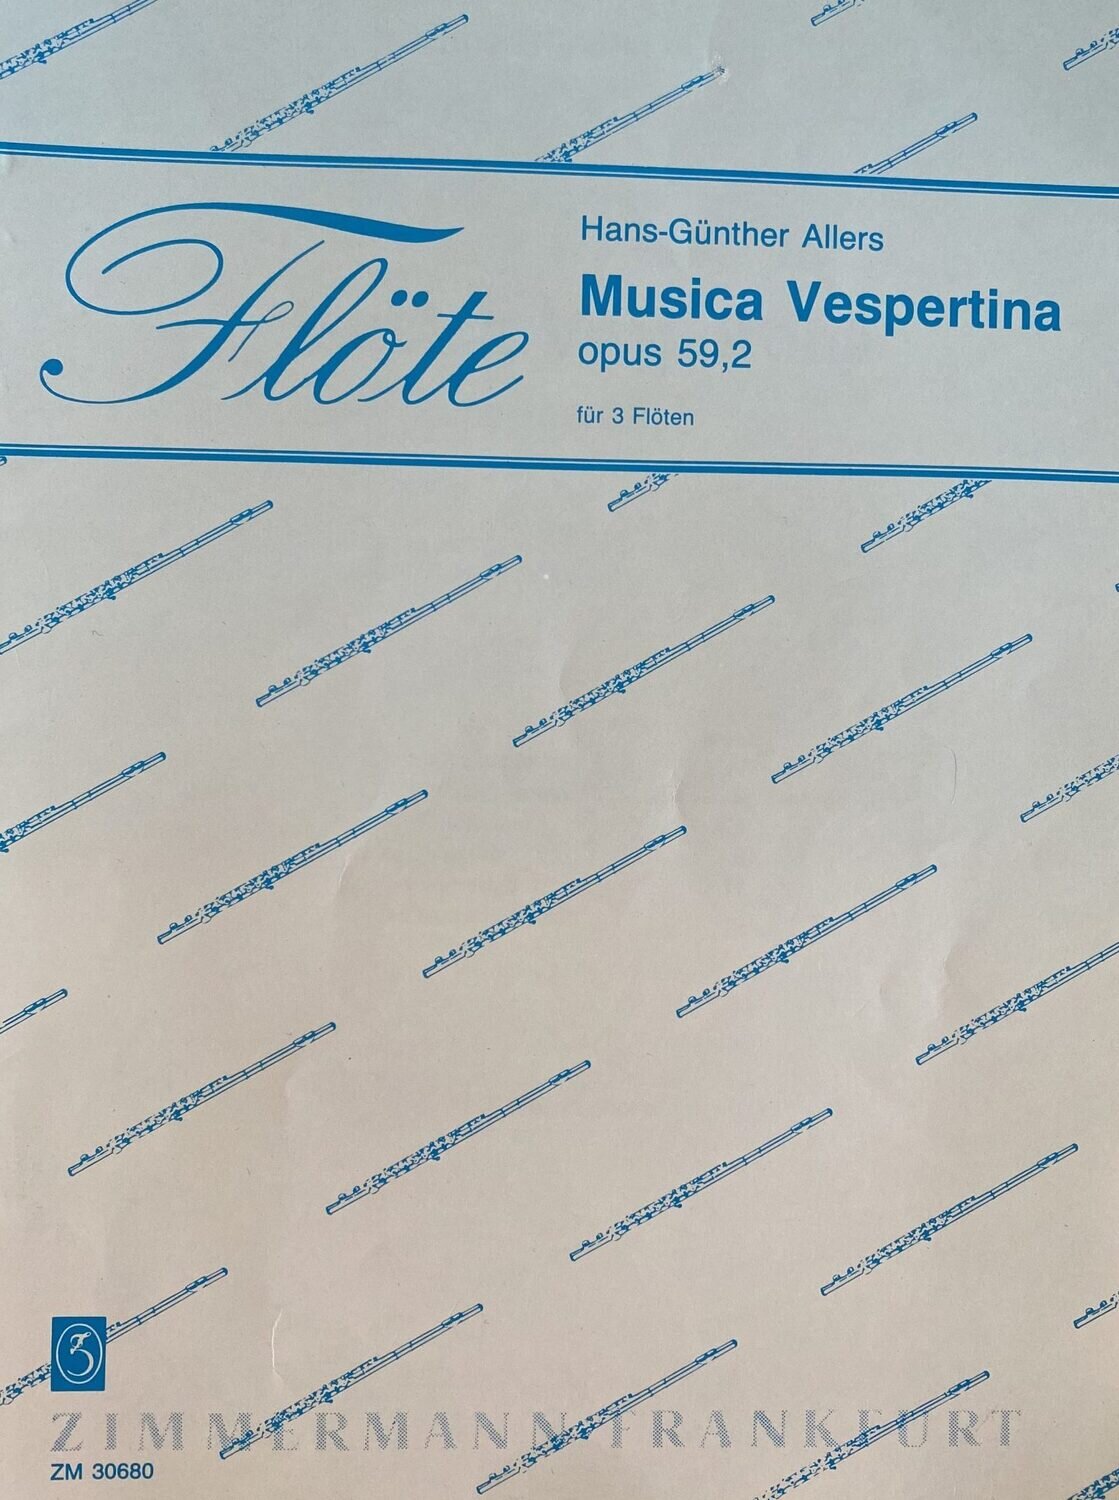 Flöte
Hans-Günther Allers
Musica Vespertina
opus 59,2
für 3 Flöten
Z
ZIMMERMANN FRANKFURT
ZM 30680